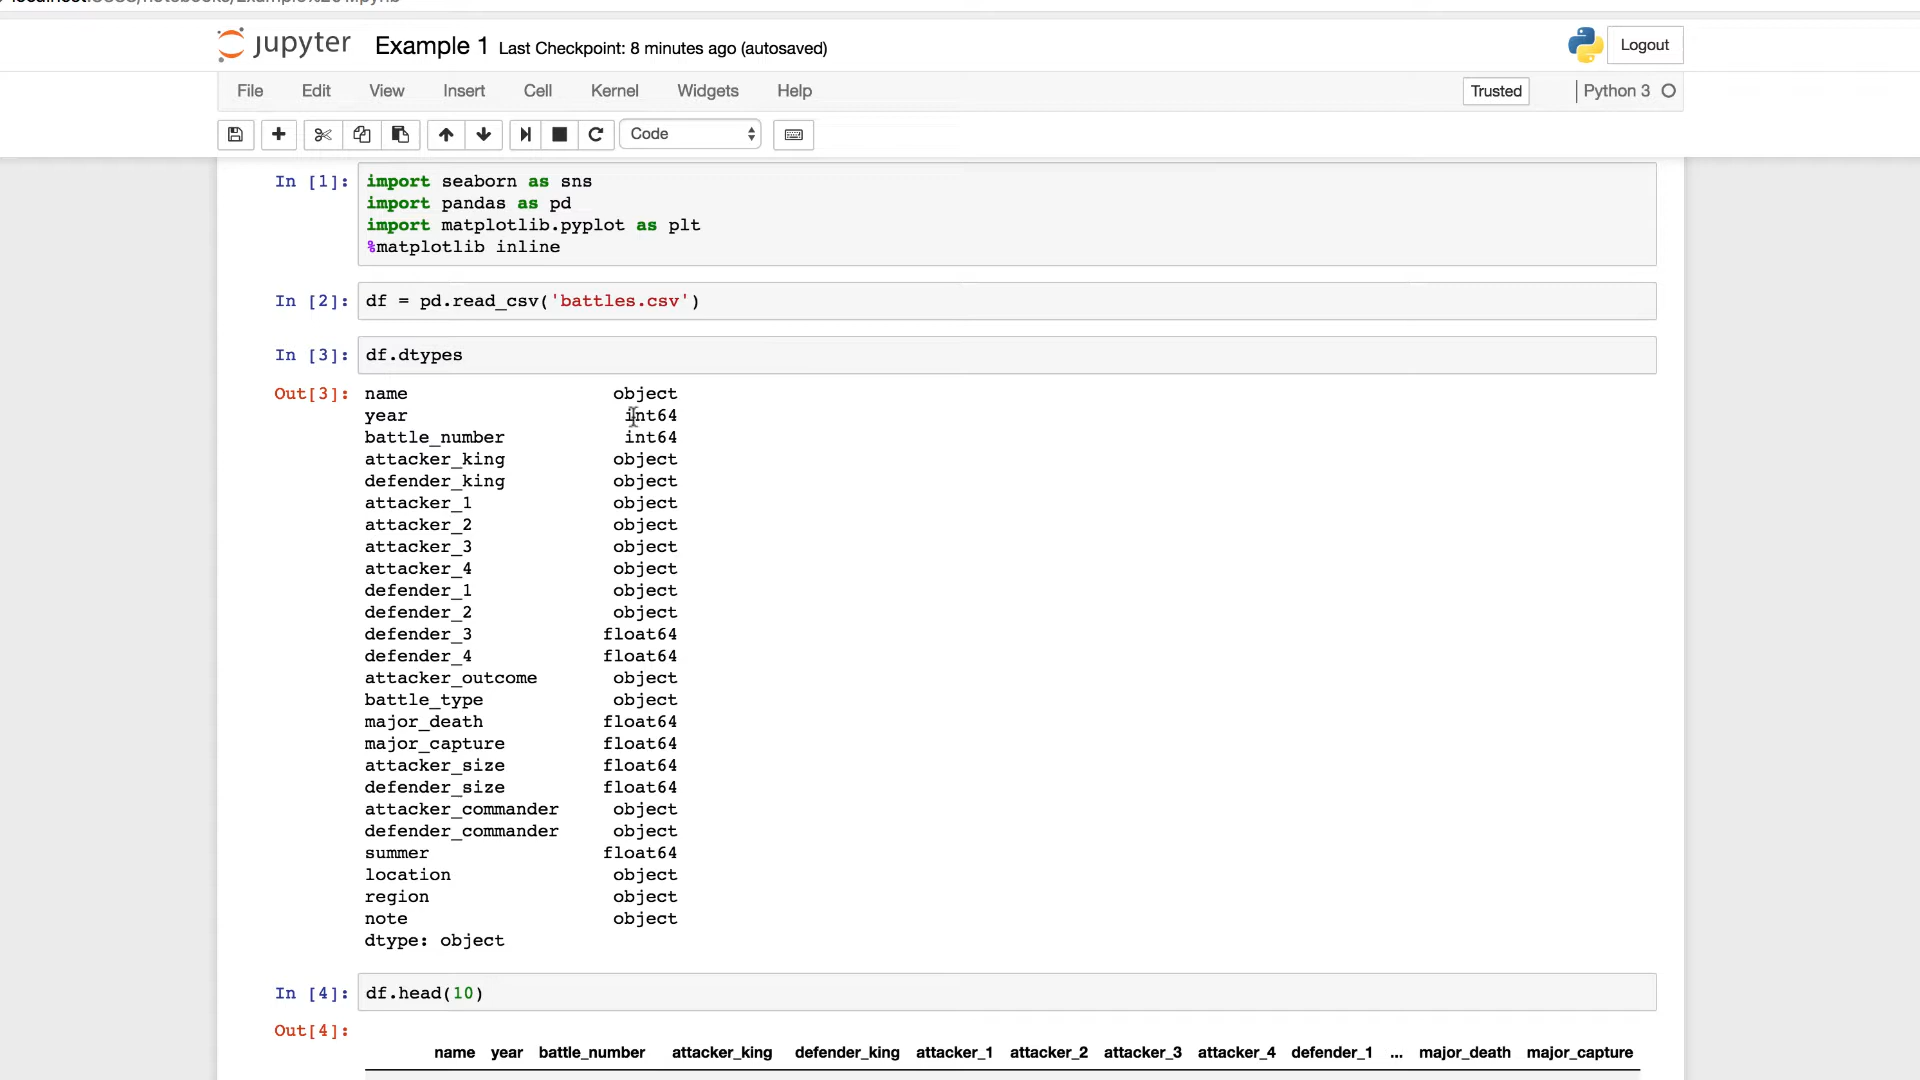 jupyter Example 1 Last Checkpoint: 8 minutes ago (autosaved) Logout
File Edit View Insert Cell Kernel Widgets Help Trusted Python 3
Code
In [1]: import seaborn as sns
import pandas as pd
import matplotlib.pyplot as plt
%matplotlib inline
In [2]: df = pd.read_csv('battles.csv')
In [3]: df.dtypes
Out[3]: name object
year int64
battle_number int64
attacker_king object
defender_king object
attacker_1 object
attacker_2 object
attacker_3 object
attacker_4 object
defender_1 object
defender_2 object
defender_3 float64
defender_4 float64
attacker_outcome object
battle_type object
major_death float64
major_capture float64
attacker_size float64
defender_size float64
attacker_commander object
defender_commander object
summer float64
location object
region object
note object
dtype: object
In [4]: df.head(10)
Out[4]:
name year battle_number attacker_king defender_king attacker_1 attacker_2 attacker_3 attacker_4 defender_1 ... major_death major_capture